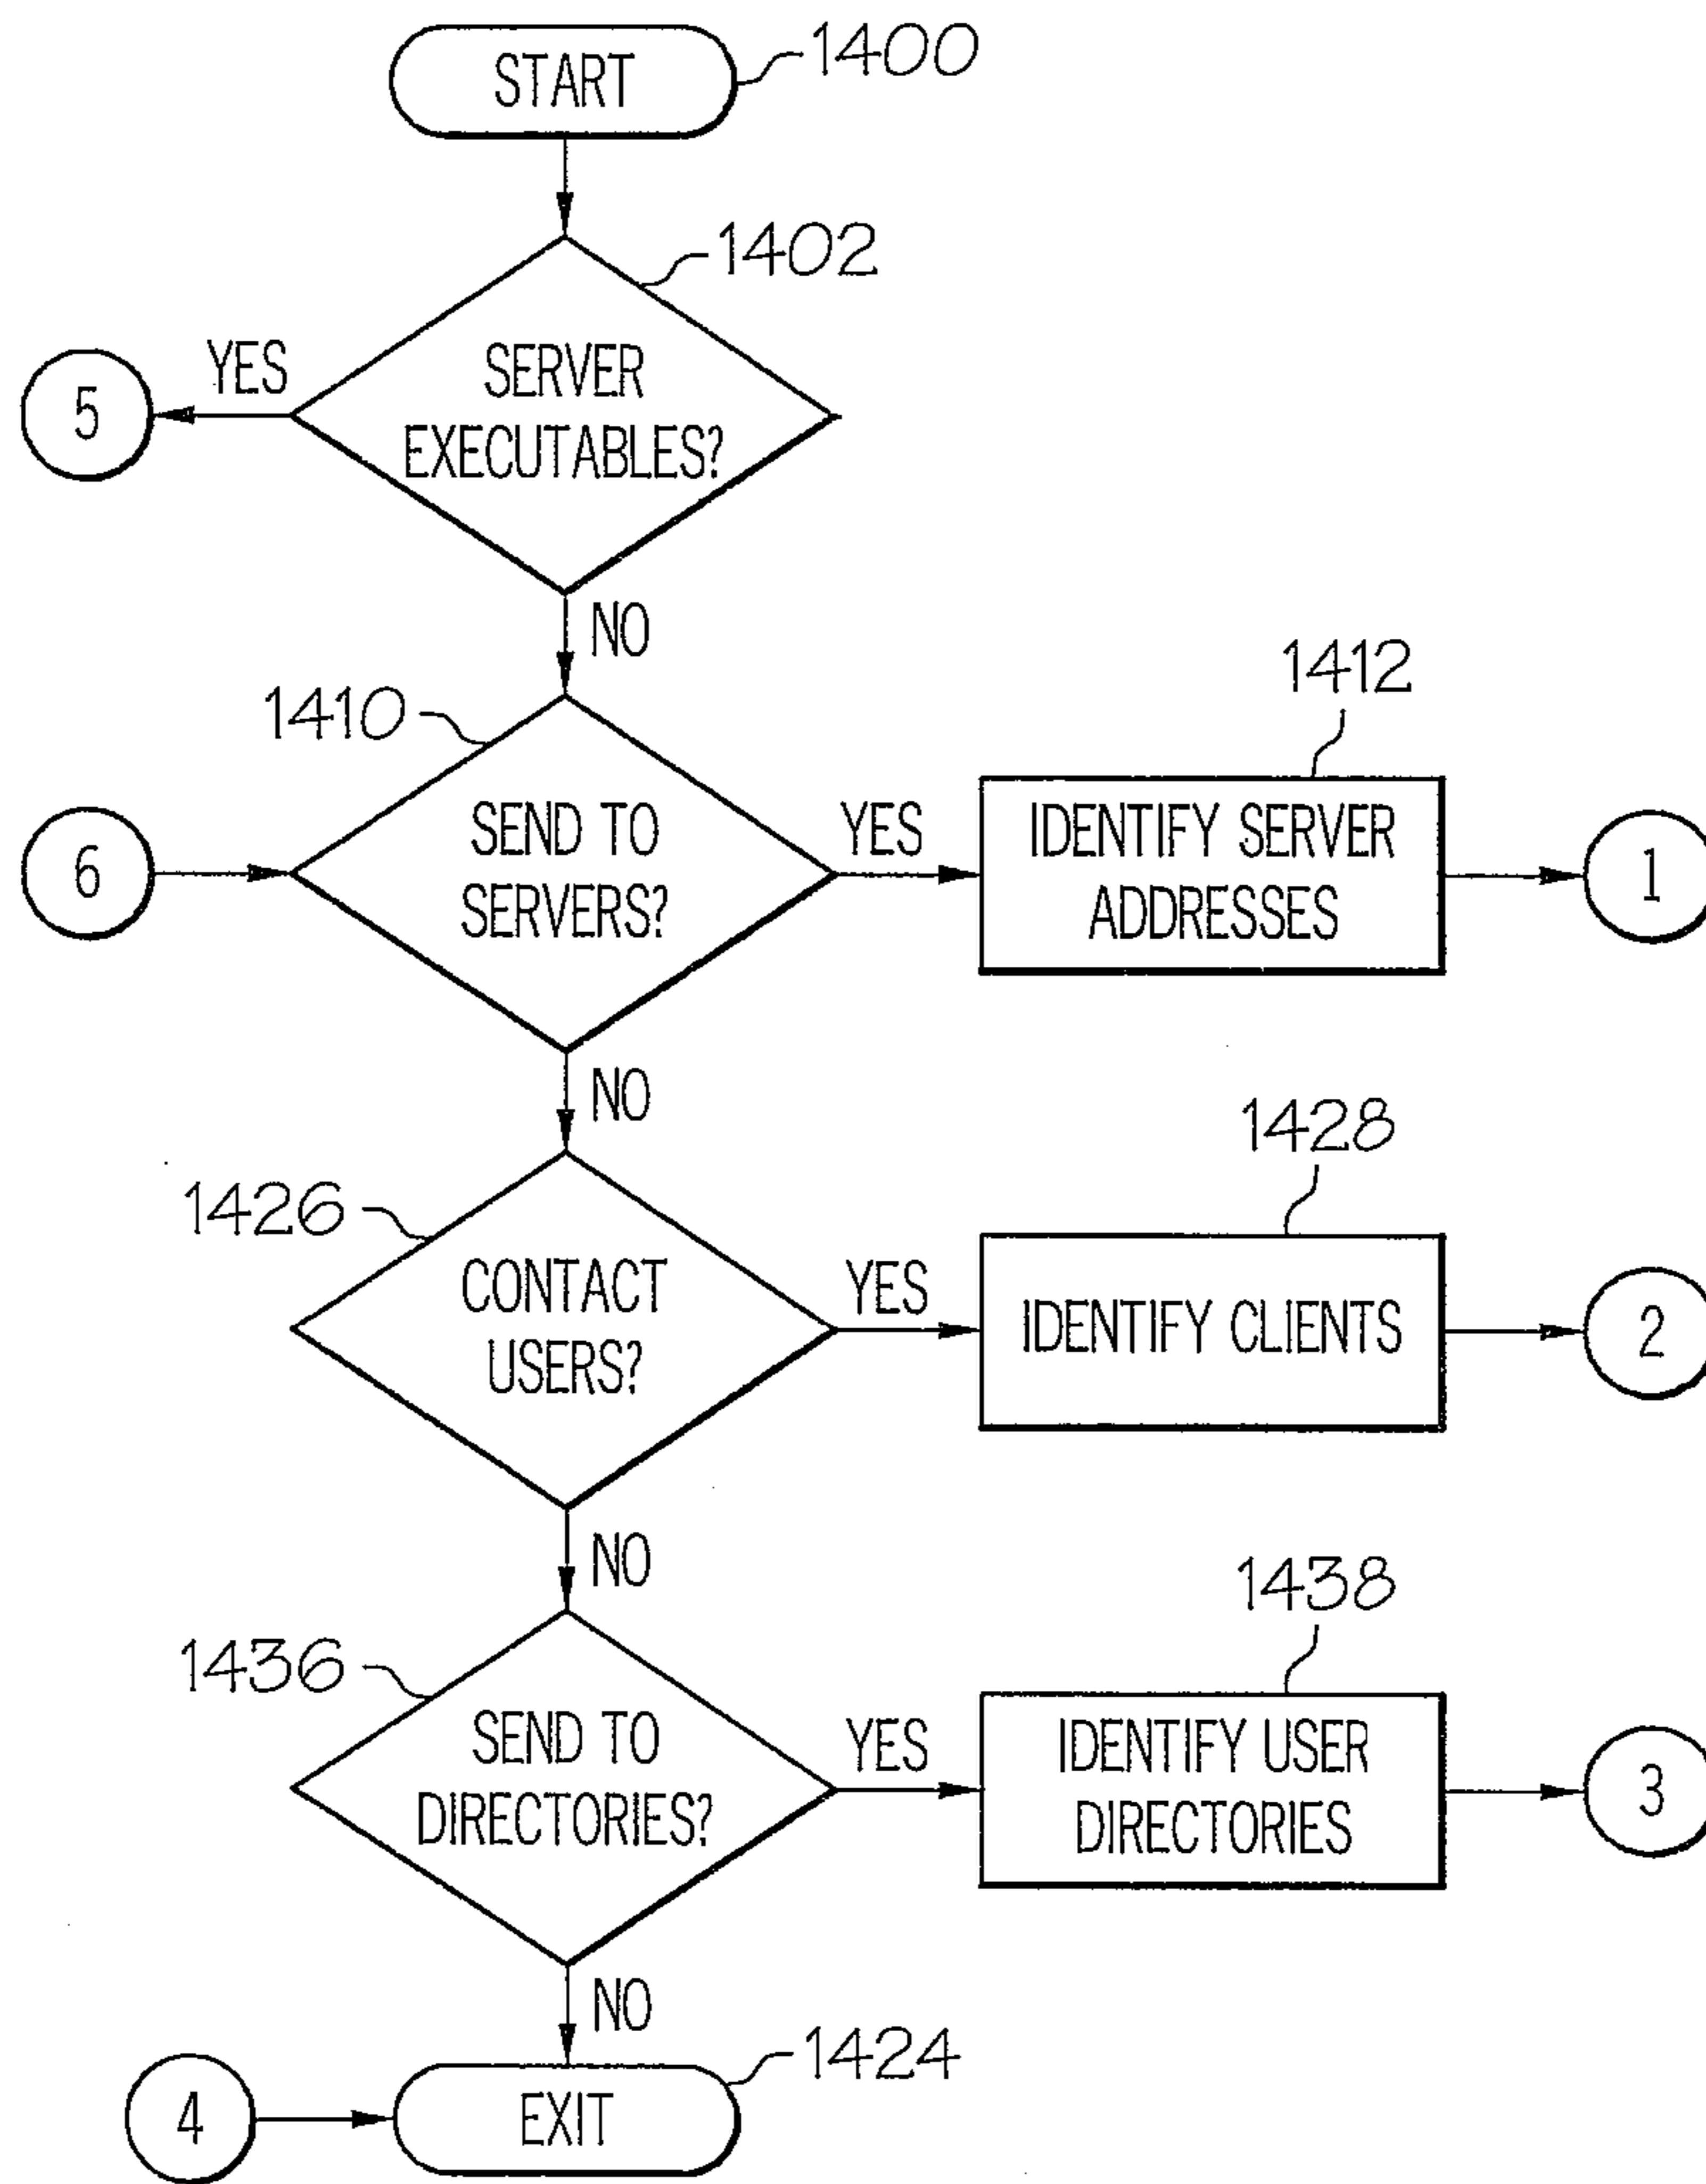 START
1400
1402
YES
5
SERVER
EXECUTABLES?
NO
1410
1412
6
SEND TO
SERVERS?
YES
IDENTIFY SERVER
ADDRESSES
1
NO
1426
1428
CONTACT
USERS?
YES
IDENTIFY CLIENTS
2
NO
1436
1438
SEND TO
DIRECTORIES?
YES
IDENTIFY USER
DIRECTORIES
3
NO
1424
4
EXIT